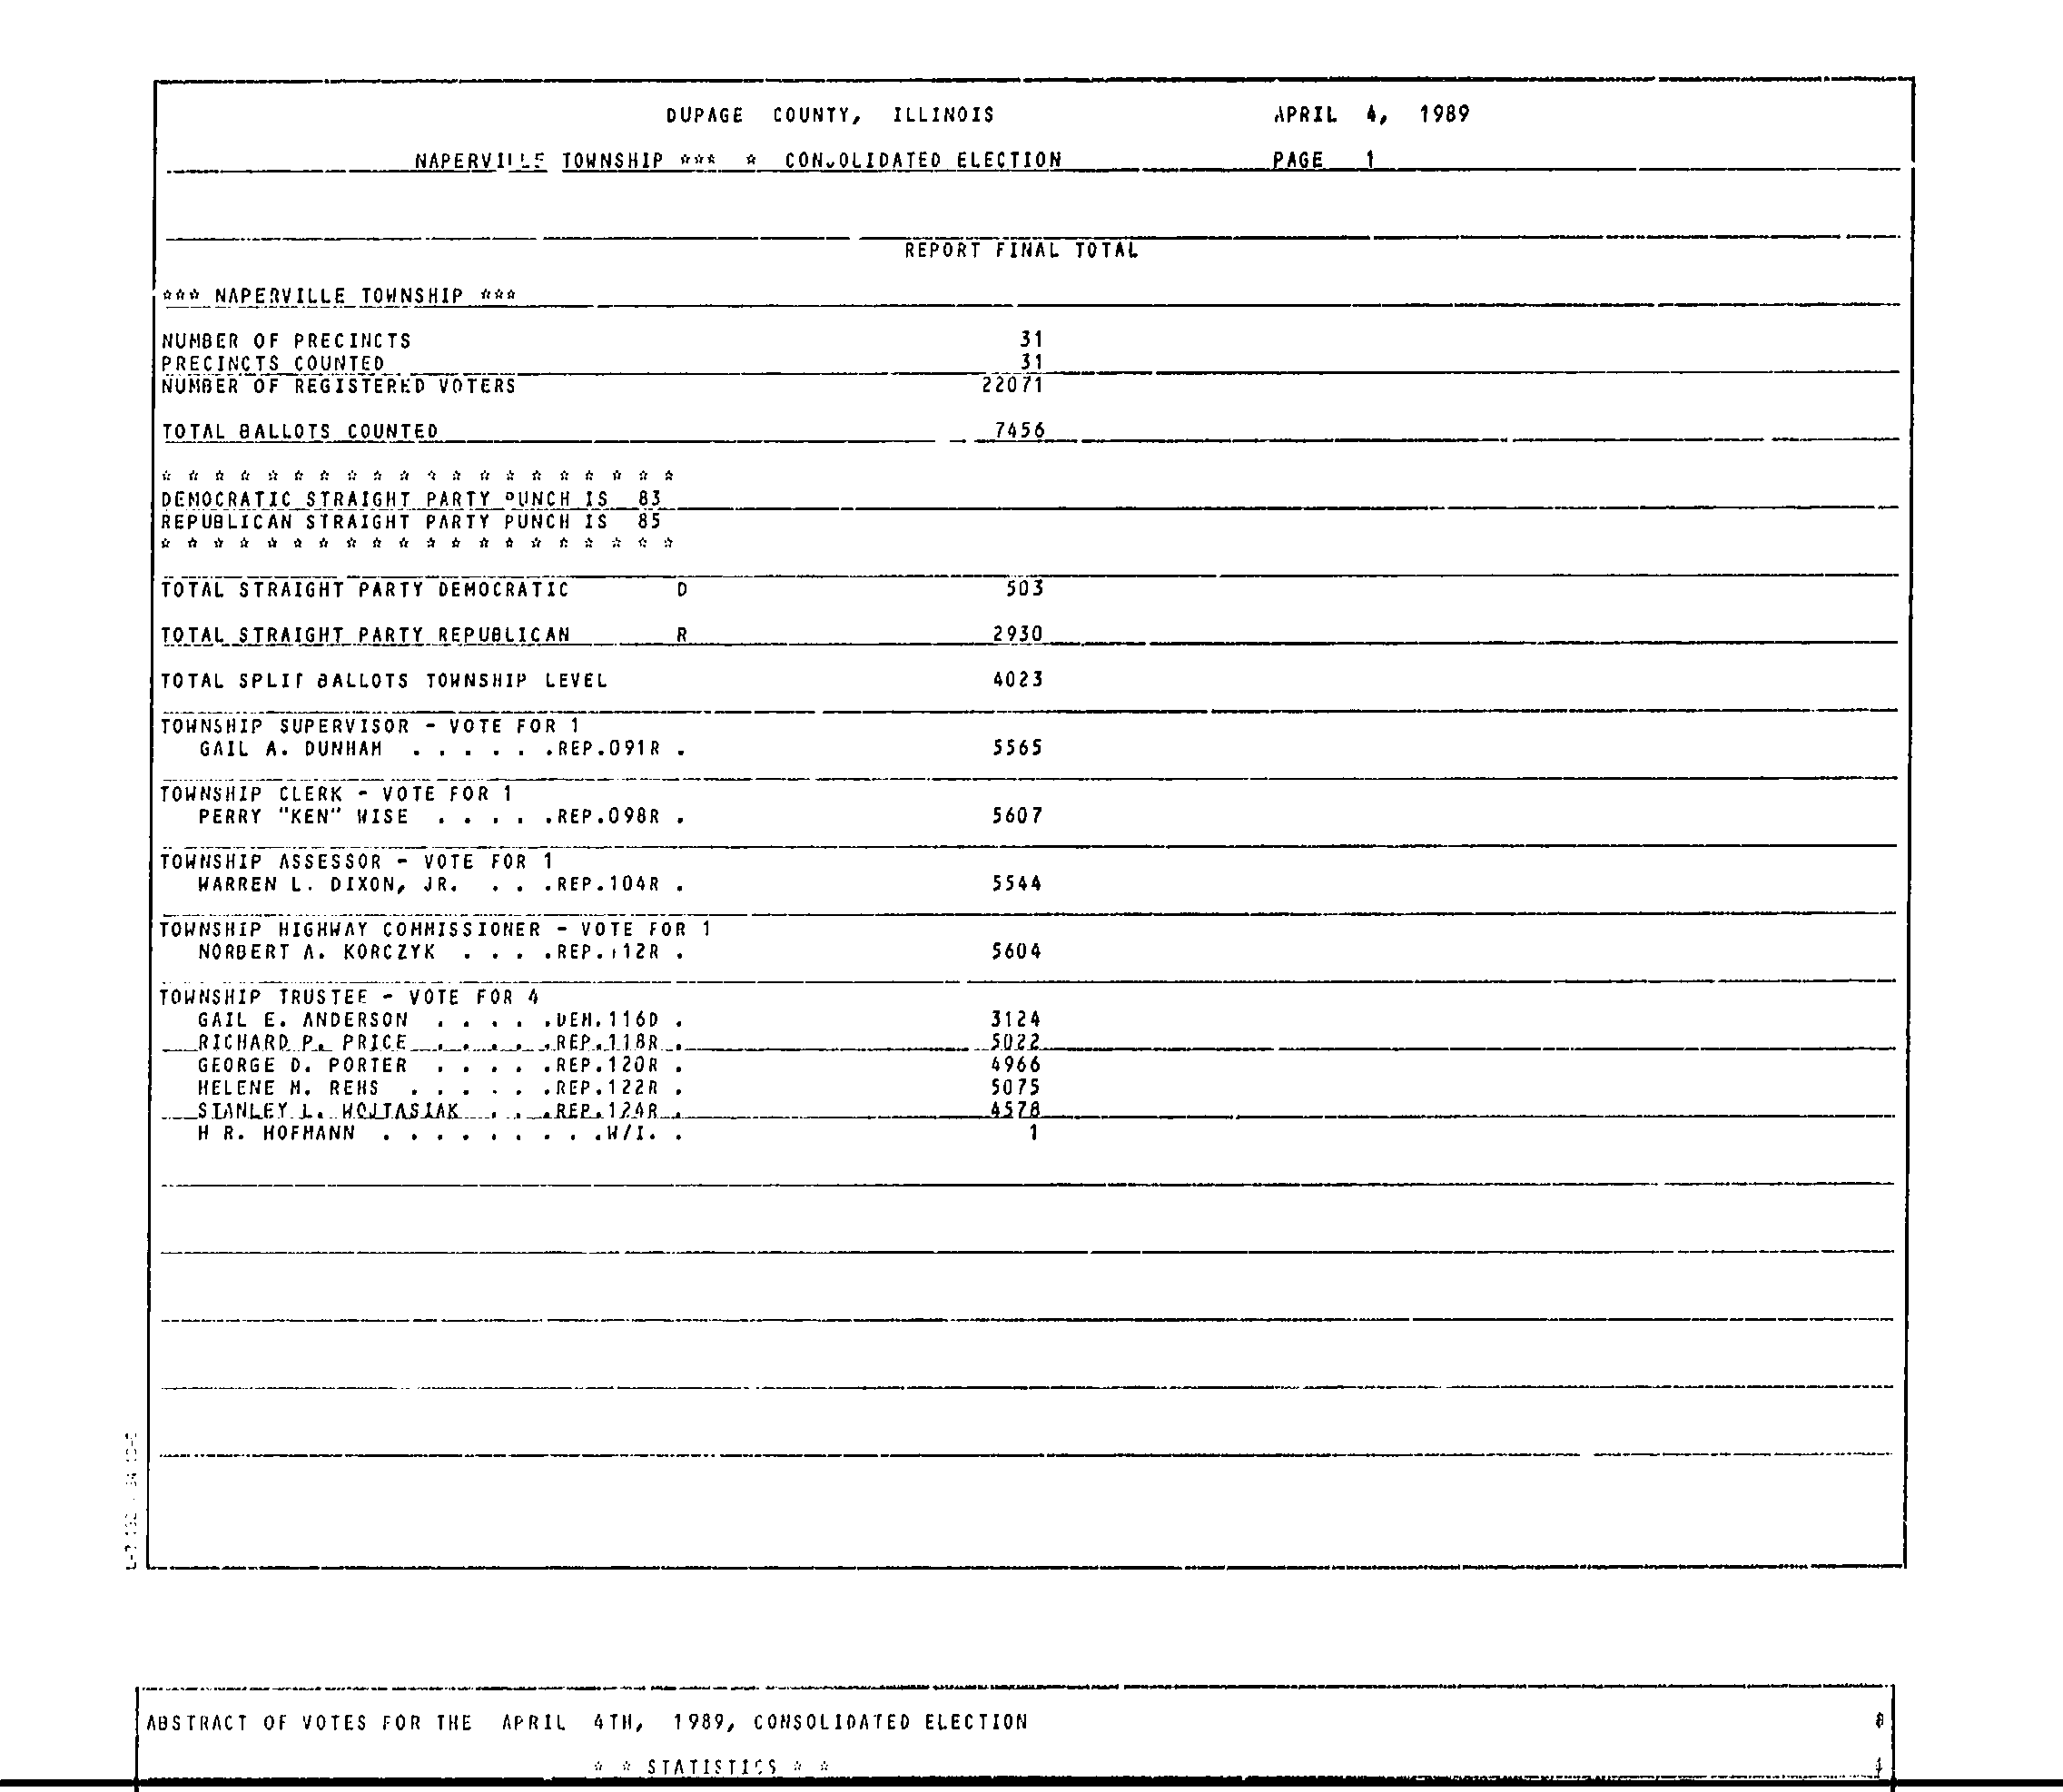 DUPAGE COUNTY, ILLINOIS APRIL 4, 1989
NAPERVILLE TOWNSHIP *** * CONSOLIDATED ELECTION PAGE 1
REPORT FINAL TOTAL
*** NAPERVILLE TOWNSHIP ***
NUMBER OF PRECINCTS 31
PRECINCTS COUNTED 31
NUMBER OF REGISTERED VOTERS 22071
TOTAL BALLOTS COUNTED 7456
* * * * * * * * * * * * * * * * * * * *
DEMOCRATIC STRAIGHT PARTY PUNCH IS 83
REPUBLICAN STRAIGHT PARTY PUNCH IS 85
* * * * * * * * * * * * * * * * * * * *
TOTAL STRAIGHT PARTY DEMOCRATIC D 503
TOTAL STRAIGHT PARTY REPUBLICAN R 2930
TOTAL SPLIT BALLOTS TOWNSHIP LEVEL 4023
TOWNSHIP SUPERVISOR - VOTE FOR 1
GAIL A. DUNHAM . . . . . .REP.091R . 5565
TOWNSHIP CLERK - VOTE FOR 1
PERRY "KEN" WISE . . . . .REP.098R . 5607
TOWNSHIP ASSESSOR - VOTE FOR 1
WARREN L. DIXON, JR. . . .REP.104R . 5544
TOWNSHIP HIGHWAY COMMISSIONER - VOTE FOR 1
NORBERT A. KORCZYK . . . .REP.112R . 5604
TOWNSHIP TRUSTEE - VOTE FOR 4
GAIL E. ANDERSON . . . . .DEM.116D . 3124
RICHARD P. PRICE . . . . .REP.118R . 5022
GEORGE D. PORTER . . . . .REP.120R . 4966
HELENE M. REHS . . . . . .REP.122R . 5075
STANLEY L. WOJTASIAK . . .REP.124R . 4578
H R. HOFMANN . . . . . . . . .W/I. . 1
ABSTRACT OF VOTES FOR THE APRIL 4TH, 1989, CONSOLIDATED ELECTION
* * STATISTICS * *